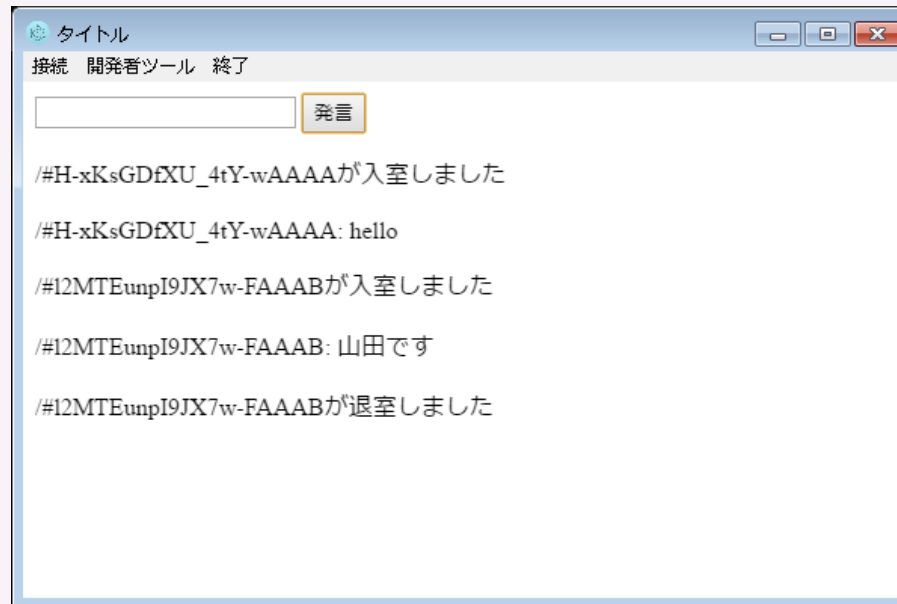 タイトル
接続 開発者ツール 終了
発言
/#H-xKsGDfXU_4tY-wAAAAが入室しました
/#H-xKsGDfXU_4tY-wAAAA: hello
/#l2MTEunpI9JX7w-FAAABが入室しました
/#l2MTEunpI9JX7w-FAAAB: 山田です
/#l2MTEunpI9JX7w-FAAABが退室しました